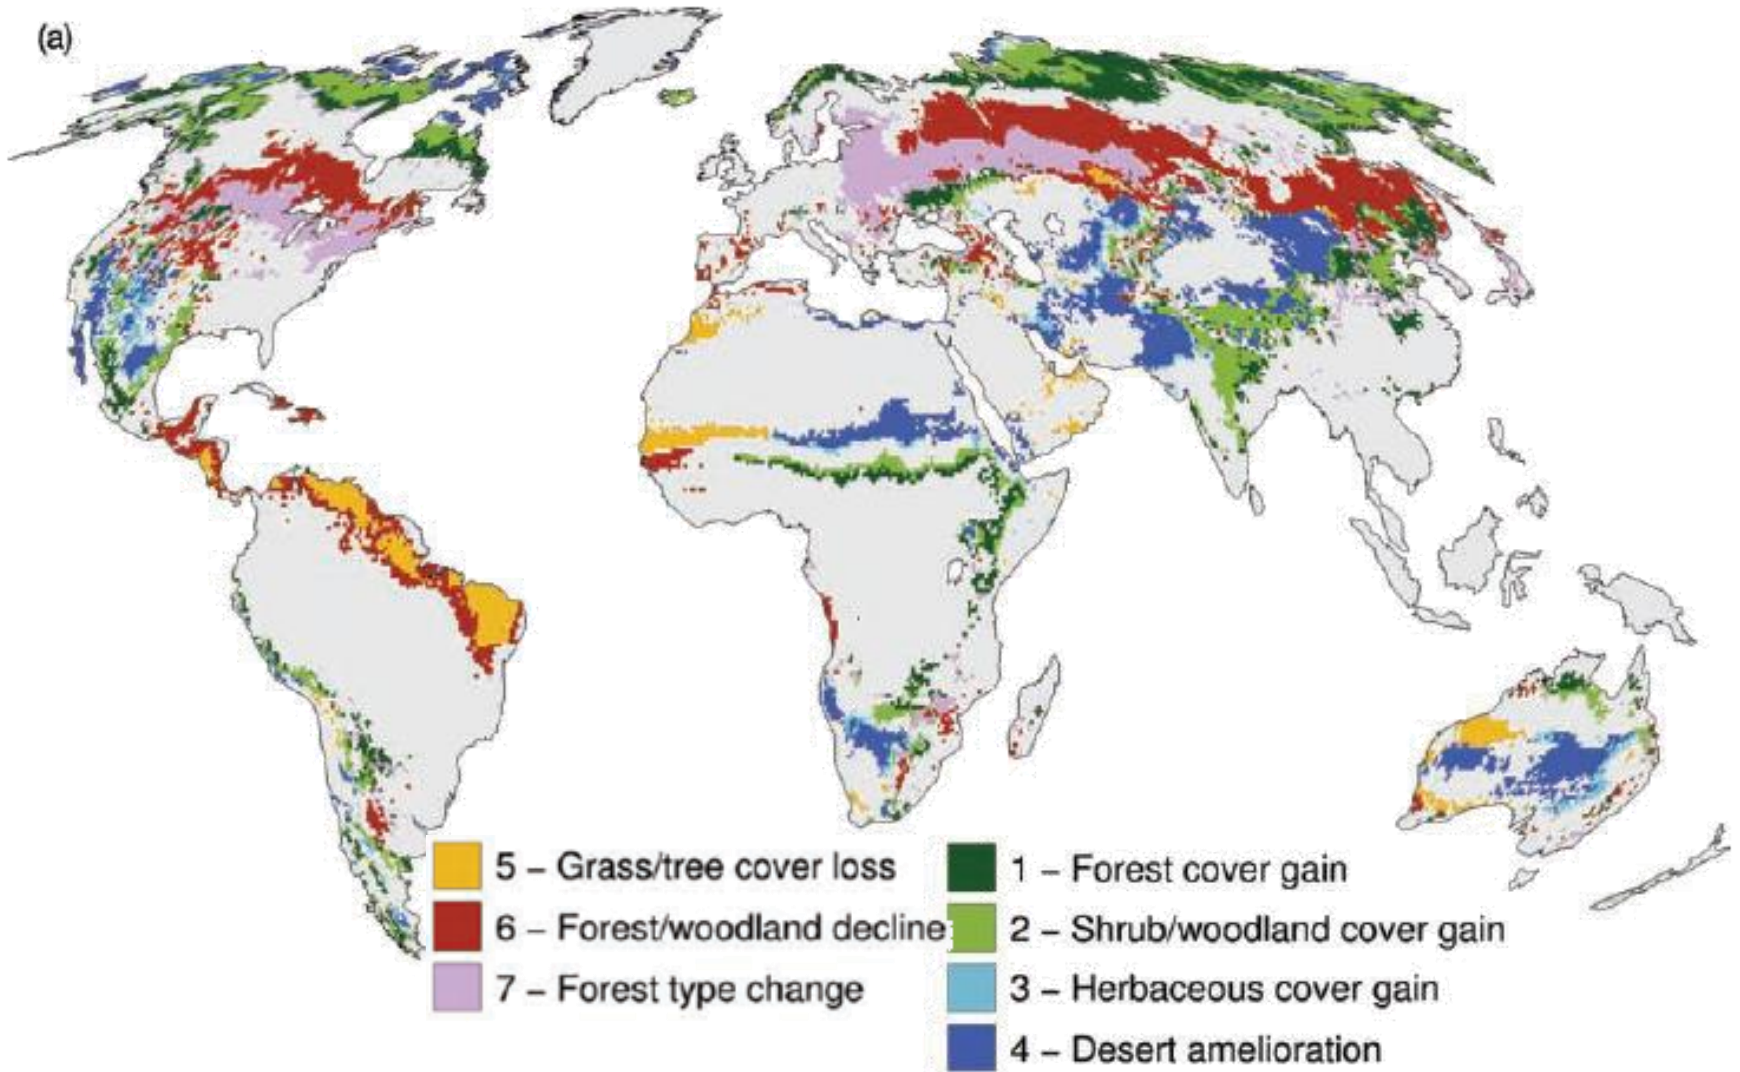 (a)
5 – Grass/tree cover loss
6 – Forest/woodland decline
7 – Forest type change
1 – Forest cover gain
2 – Shrub/woodland cover gain
3 – Herbaceous cover gain
4 – Desert amelioration